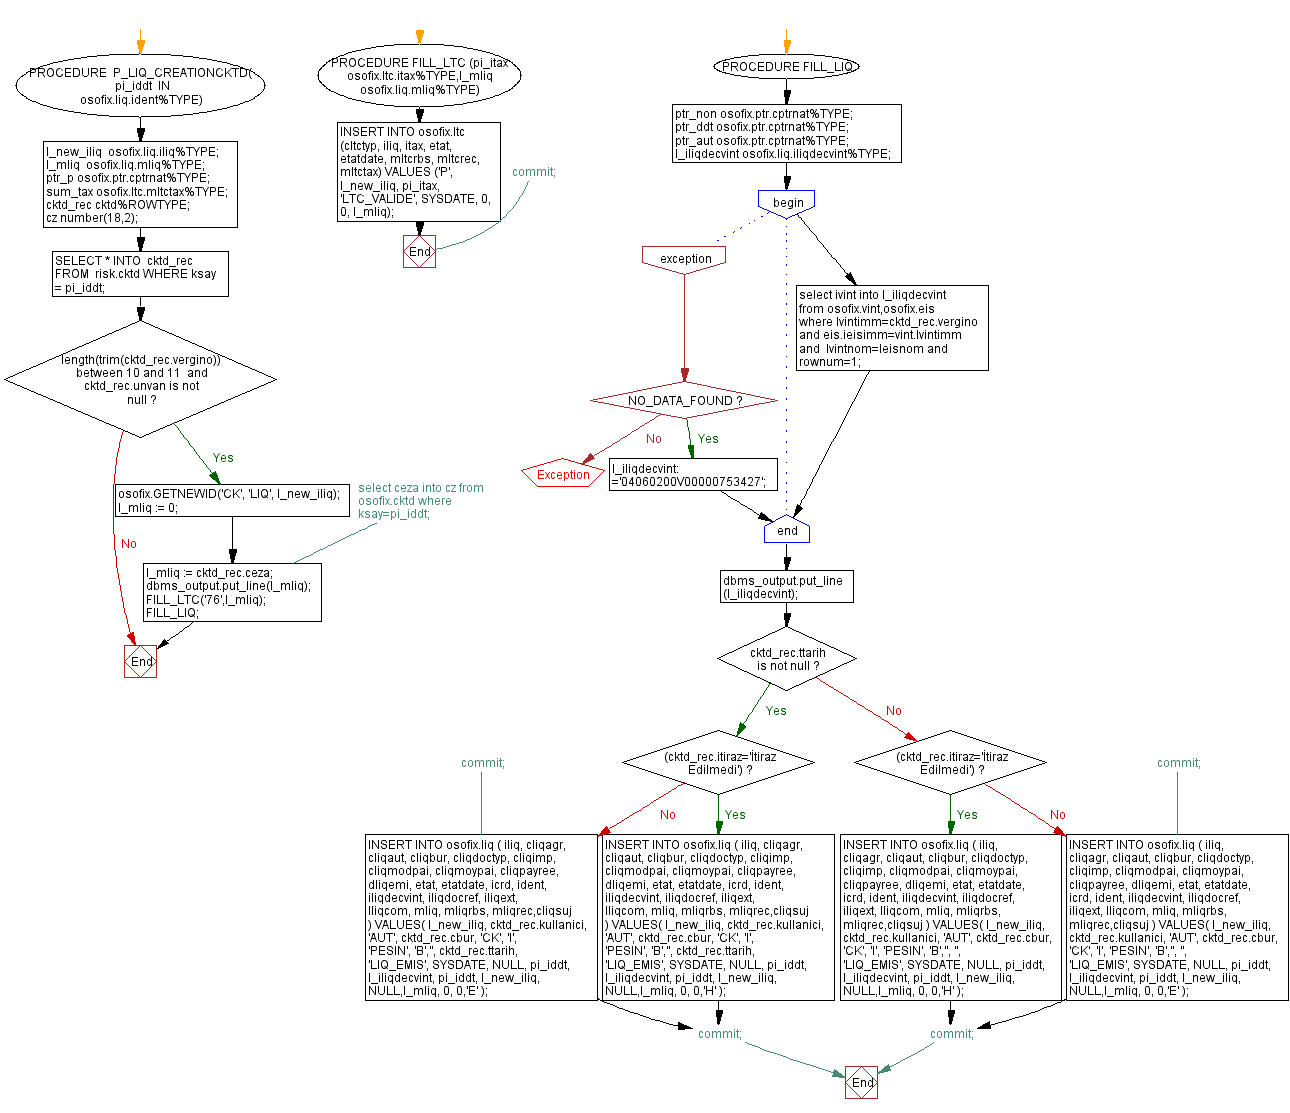 PROCEDURE  P_LIQ_CREATIONCKTD(
pi_iddt  IN
osofix.liq.ident%TYPE)
l_new_iliq  osofix.liq.iliq%TYPE;
l_mliq  osofix.liq.mliq%TYPE;
ptr_p osofix.ptr.cptrnat%TYPE;
sum_tax osofix.ltc.mltctax%TYPE;
cktd_rec cktd%ROWTYPE;
cz number(18,2);
SELECT * INTO  cktd_rec
FROM  risk.cktd WHERE ksay
= pi_iddt;
length(trim(cktd_rec.vergino))
between 10 and 11  and
cktd_rec.unvan is not
null ?
Yes
No
osofix.GETNEWID('CK', 'LIQ', l_new_iliq);
l_mliq := 0;
select ceza into cz from
osofix.cktd where
ksay=pi_iddt;
l_mliq := cktd_rec.ceza;
dbms_output.put_line(l_mliq);
FILL_LTC('76',l_mliq);
FILL_LIQ;
End
PROCEDURE FILL_LTC (pi_itax
osofix.ltc.itax%TYPE,l_mliq
osofix.liq.mliq%TYPE)
INSERT INTO osofix.ltc
(cltctyp, iliq, itax, etat,
etatdate, mltcrbs, mltcrec,
mltctax) VALUES ('P',
l_new_iliq, pi_itax,
'LTC_VALIDE', SYSDATE, 0,
0, l_mliq);
commit;
End
PROCEDURE FILL_LIQ
ptr_non osofix.ptr.cptrnat%TYPE;
ptr_ddt osofix.ptr.cptrnat%TYPE;
ptr_aut osofix.ptr.cptrnat%TYPE;
l_iliqdecvint osofix.liq.iliqdecvint%TYPE;
begin
exception
select ivint into l_iliqdecvint
from osofix.vint,osofix.eis
where lvintimm=cktd_rec.vergino
and eis.ieisimm=vint.lvintimm
and  lvintnom=leisnom and
rownum=1;
NO_DATA_FOUND ?
No
Yes
Exception
l_iliqdecvint:
='04060200V00000753427';
end
dbms_output.put_line
(l_iliqdecvint);
cktd_rec.ttarih
is not null ?
Yes
No
(cktd_rec.itiraz='İtiraz
Edilmedi') ?
(cktd_rec.itiraz='İtiraz
Edilmedi') ?
commit;
commit;
No
Yes
Yes
No
INSERT INTO osofix.liq ( iliq, cliqagr,
cliqaut, cliqbur, cliqdoctyp, cliqimp,
cliqmodpai, cliqmoypai, cliqpayree,
dliqemi, etat, etatdate, icrd, ident,
iliqdecvint, iliqdocref, iliqext,
lliqcom, mliq, mliqrbs, mliqrec,cliqsuj
) VALUES( l_new_iliq, cktd_rec.kullanici,
'AUT', cktd_rec.cbur, 'CK', 'I',
'PESIN', 'B','', cktd_rec.ttarih,
'LIQ_EMIS', SYSDATE, NULL, pi_iddt,
l_iliqdecvint, pi_iddt, l_new_iliq,
NULL,l_mliq, 0, 0,'E' );
INSERT INTO osofix.liq ( iliq, cliqagr,
cliqaut, cliqbur, cliqdoctyp, cliqimp,
cliqmodpai, cliqmoypai, cliqpayree,
dliqemi, etat, etatdate, icrd, ident,
iliqdecvint, iliqdocref, iliqext,
lliqcom, mliq, mliqrbs, mliqrec,cliqsuj
) VALUES( l_new_iliq, cktd_rec.kullanici,
'AUT', cktd_rec.cbur, 'CK', 'I',
'PESIN', 'B','', cktd_rec.ttarih,
'LIQ_EMIS', SYSDATE, NULL, pi_iddt,
l_iliqdecvint, pi_iddt, l_new_iliq,
NULL,l_mliq, 0, 0,'H' );
INSERT INTO osofix.liq ( iliq,
cliqagr, cliqaut, cliqbur, cliqdoctyp,
cliqimp, cliqmodpai, cliqmoypai,
cliqpayree, dliqemi, etat, etatdate,
icrd, ident, iliqdecvint, iliqdocref,
iliqext, lliqcom, mliq, mliqrbs,
mliqrec,cliqsuj ) VALUES( l_new_iliq,
cktd_rec.kullanici, 'AUT', cktd_rec.cbur,
'CK', 'I', 'PESIN', 'B','', '',
'LIQ_EMIS', SYSDATE, NULL, pi_iddt,
l_iliqdecvint, pi_iddt, l_new_iliq,
NULL,l_mliq, 0, 0,'H' );
INSERT INTO osofix.liq ( iliq,
cliqagr, cliqaut, cliqbur, cliqdoctyp,
cliqimp, cliqmodpai, cliqmoypai,
cliqpayree, dliqemi, etat, etatdate,
icrd, ident, iliqdecvint, iliqdocref,
iliqext, lliqcom, mliq, mliqrbs,
mliqrec,cliqsuj ) VALUES( l_new_iliq,
cktd_rec.kullanici, 'AUT', cktd_rec.cbur,
'CK', 'I', 'PESIN', 'B','', '',
'LIQ_EMIS', SYSDATE, NULL, pi_iddt,
l_iliqdecvint, pi_iddt, l_new_iliq,
NULL,l_mliq, 0, 0,'E' );
commit;
commit;
End